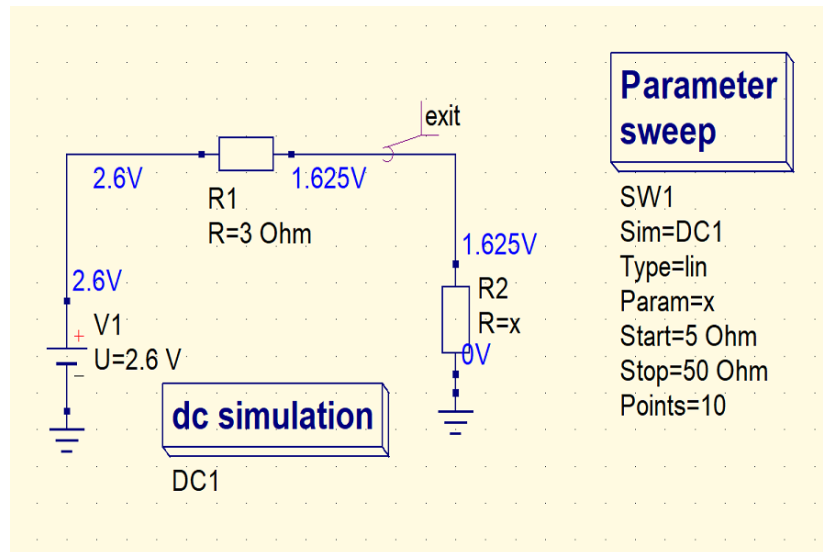 Parameter
sweep
exit
2.6V
1.625V
R1
R=3 Ohm
SW1
Sim=DC1
Type=lin
Param=x
Start=5 Ohm
Stop=50 Ohm
Points=10
1.625V
R2
R=x
0V
2.6V
+
V1
U=2.6 V
−
dc simulation
DC1